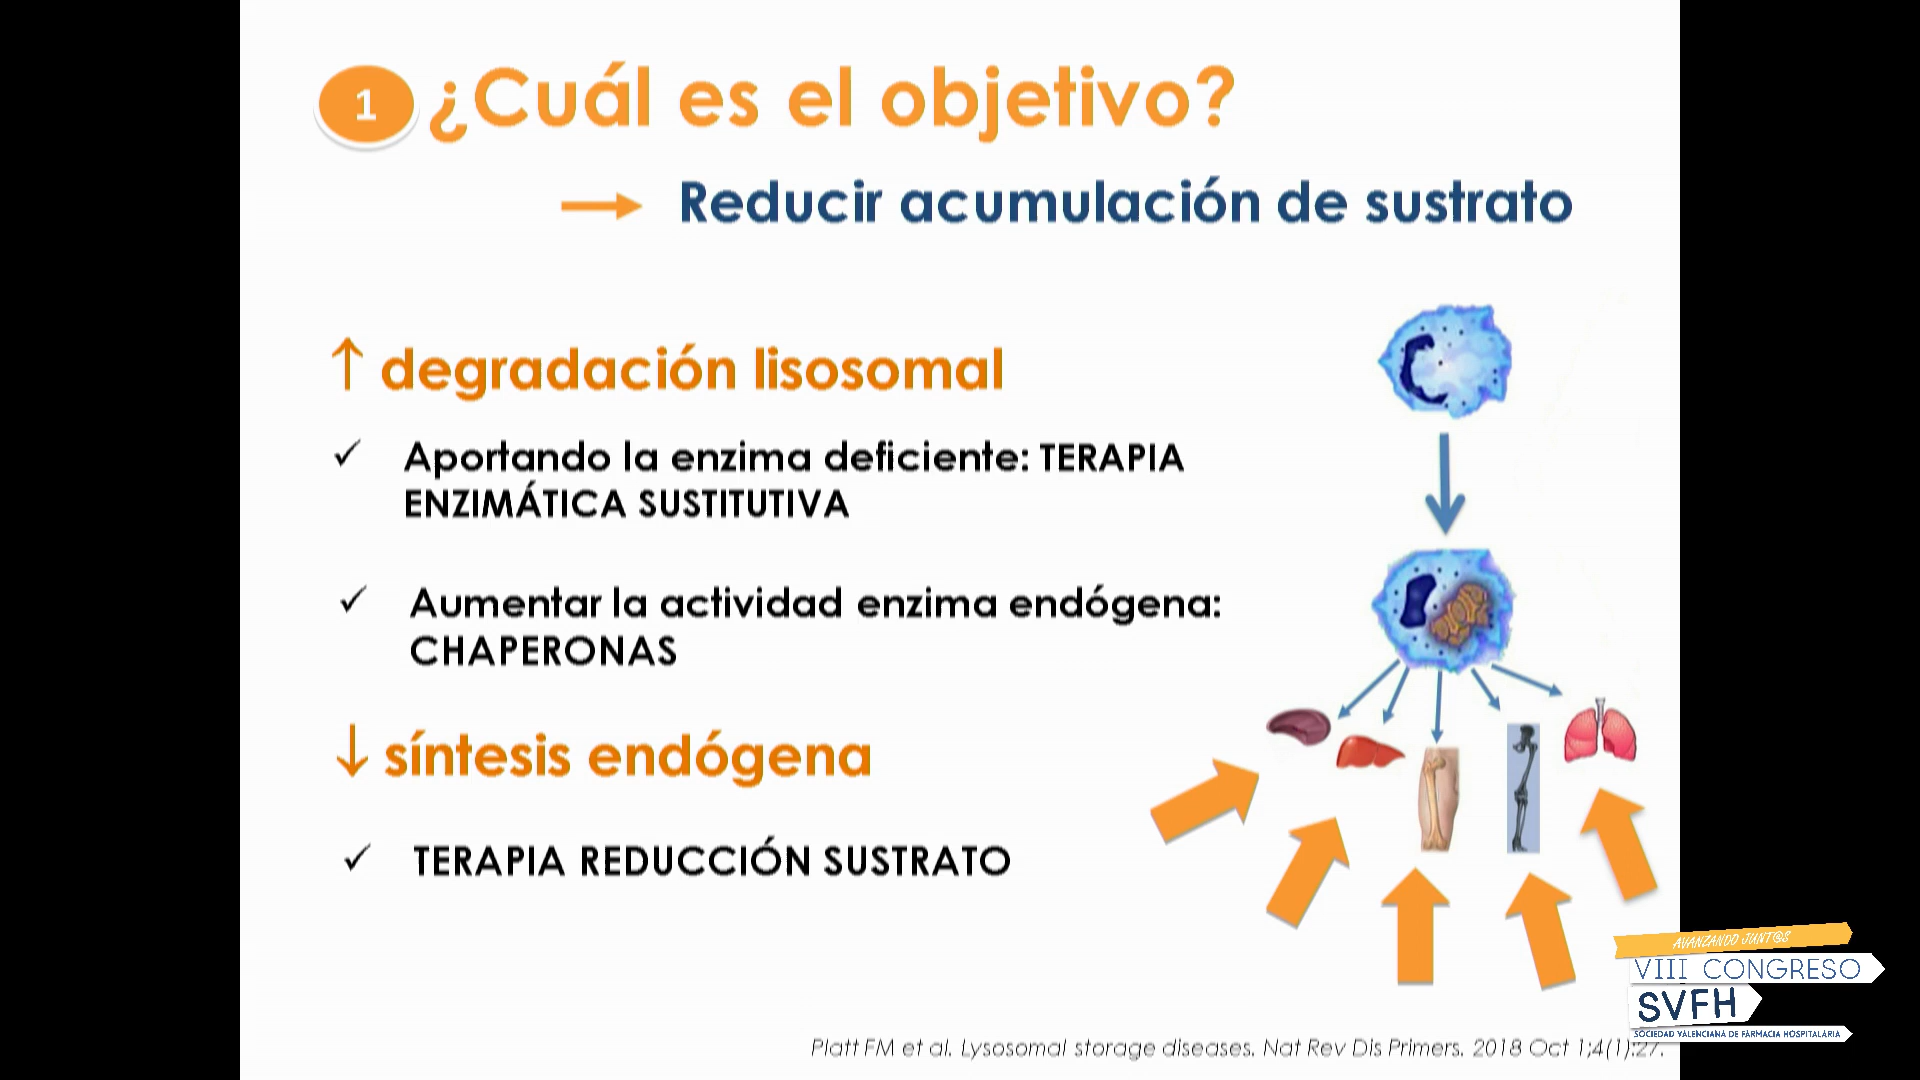 1 ¿Cuál es el objetivo?
→ Reducir acumulación de sustrato
↑ degradación lisosomal
✓ Aportando la enzima deficiente: TERAPIA
ENZIMÁTICA SUSTITUTIVA
✓ Aumentar la actividad enzima endógena:
CHAPERONAS
↓ síntesis endógena
✓ TERAPIA REDUCCIÓN SUSTRATO
AVANZANDO JUNT@S
VIII CONGRESO
SVFH
SOCIEDAD VALENCIANA DE FARMACIA HOSPITALARIA
Platt FM et al. Lysosomal storage diseases. Nat Rev Dis Primers. 2018 Oct 1;4(1):27.